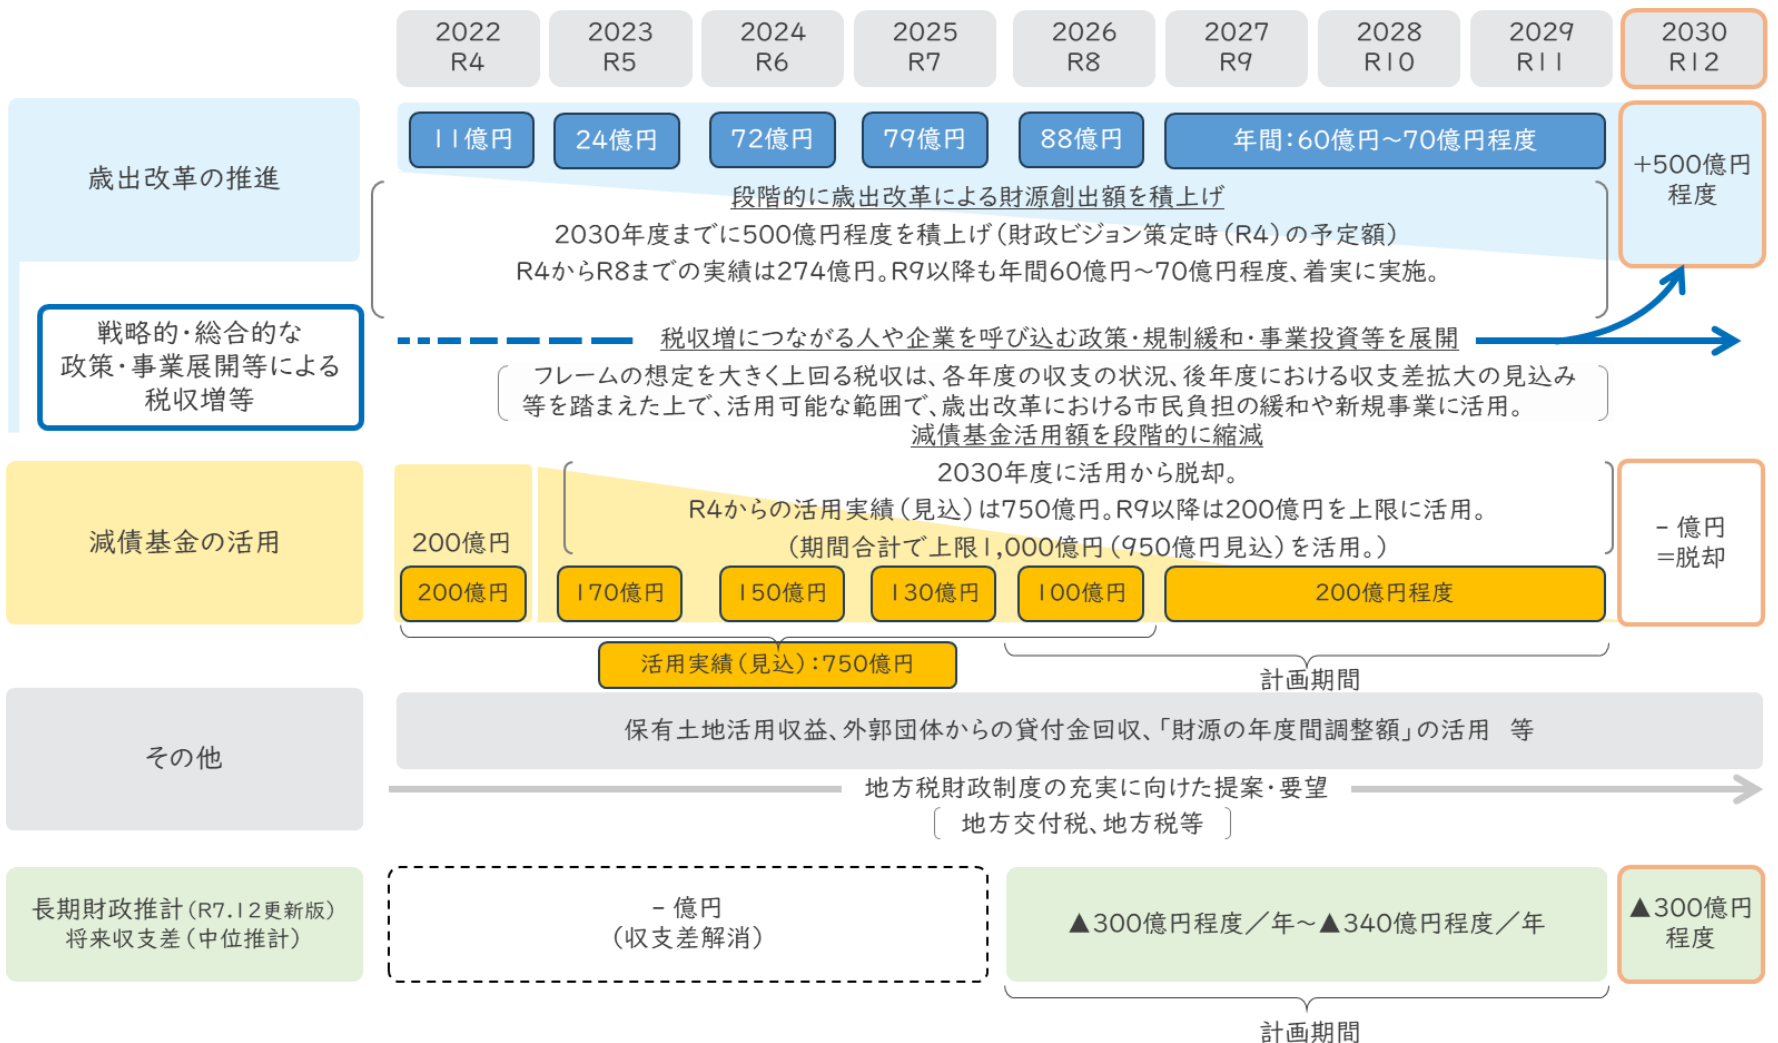 2022
R4
2023
R5
2024
R6
2025
R7
2026
R8
2027
R9
2028
R10
2029
R11
2030
R12
歳出改革の推進
11億円
24億円
72億円
79億円
88億円
年間:60億円~70億円程度
+500億円
程度
段階的に歳出改革による財源創出額を積上げ
2030年度までに500億円程度を積上げ(財政ビジョン策定時(R4)の予定額)
R4からR8までの実績は274億円。R9以降も年間60億円~70億円程度、着実に実施。
戦略的・総合的な
政策・事業展開等による
税収増等
税収増につながる人や企業を呼び込む政策・規制緩和・事業投資等を展開
フレームの想定を大きく上回る税収は、各年度の収支の状況、後年度における収支差拡大の見込み
等を踏まえた上で、活用可能な範囲で、歳出改革における市民負担の緩和や新規事業に活用。
減債基金の活用
減債基金活用額を段階的に縮減
2030年度に活用から脱却。
R4からの活用実績(見込)は750億円。R9以降は200億円を上限に活用。
(期間合計で上限1,000億円(950億円見込)を活用。)
200億円
200億円
170億円
150億円
130億円
100億円
200億円程度
- 億円
=脱却
活用実績(見込):750億円
計画期間
その他
保有土地活用収益、外郭団体からの貸付金回収、「財源の年度間調整額」の活用 等
地方税財政制度の充実に向けた提案・要望
地方交付税、地方税等
長期財政推計(R7.12更新版)
将来収支差(中位推計)
- 億円
(収支差解消)
▲300億円程度/年~▲340億円程度/年
▲300億円
程度
計画期間